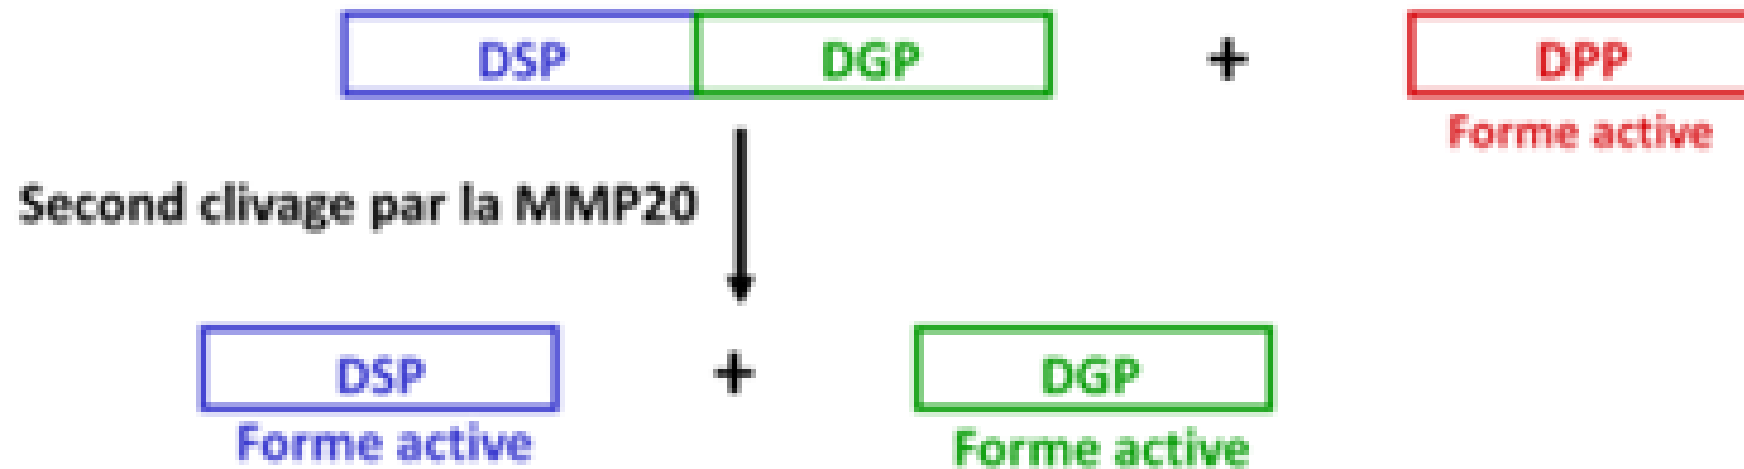 DSP DGP + DPP
Forme active
Second clivage par la MMP20
DSP + DGP
Forme active Forme active